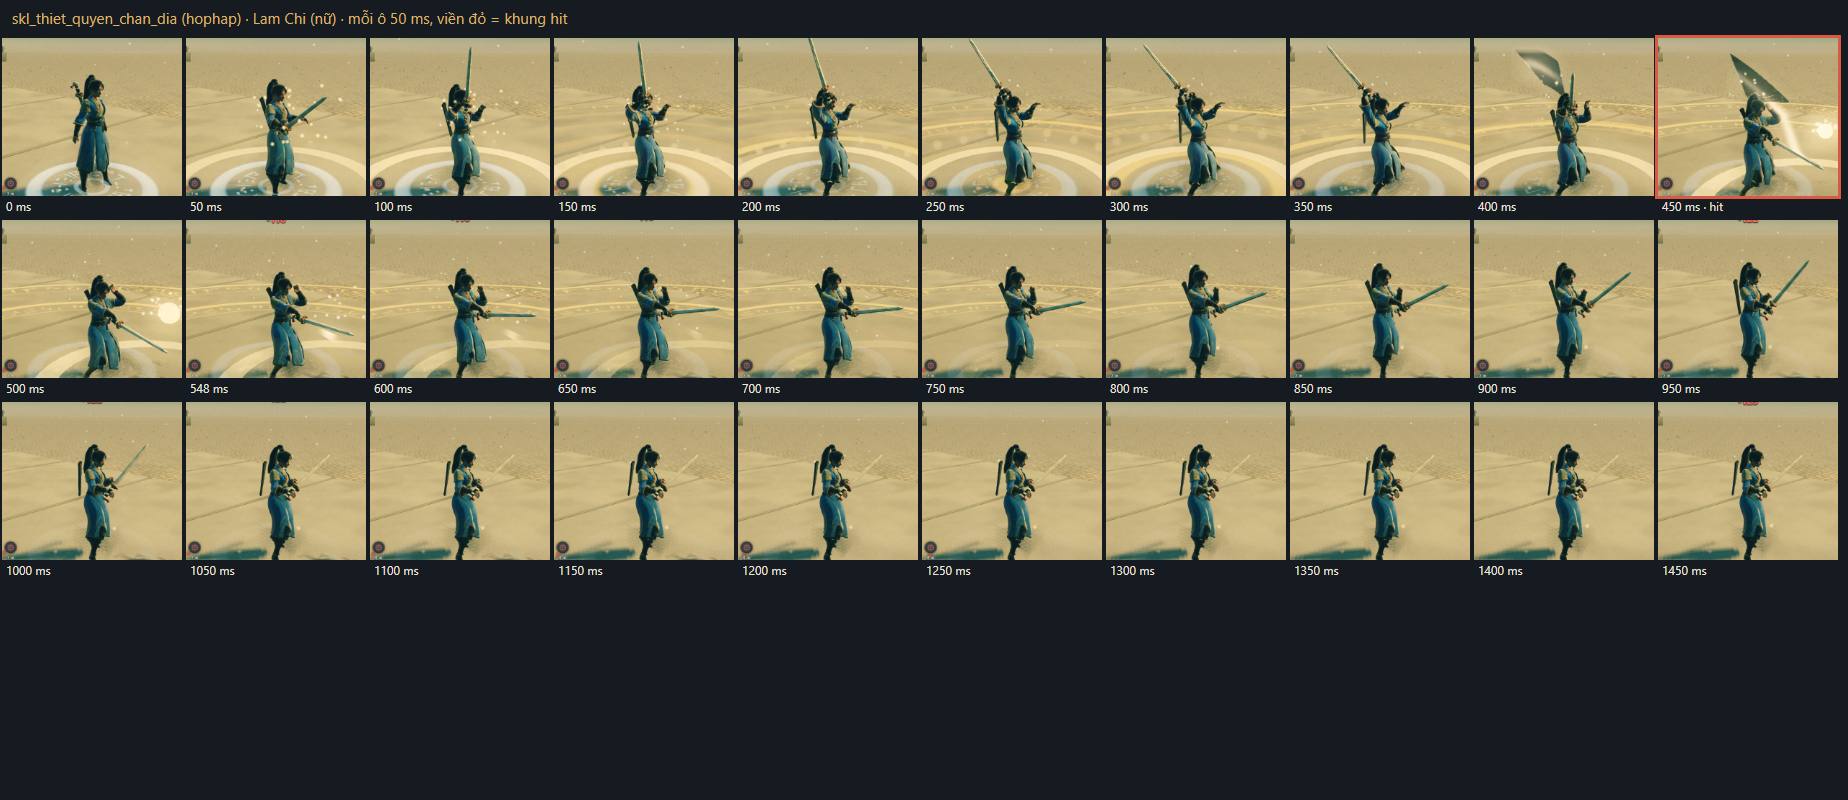 skl_thiet_quyen_chan_dia (hophap) · Lam Chi (nữ) · mỗi ô 50 ms, viền đỏ = khung hit
0 ms
50 ms
100 ms
150 ms
200 ms
250 ms
300 ms
350 ms
400 ms
450 ms · hit
500 ms
548 ms
600 ms
650 ms
700 ms
750 ms
800 ms
850 ms
900 ms
950 ms
1000 ms
1050 ms
1100 ms
1150 ms
1200 ms
1250 ms
1300 ms
1350 ms
1400 ms
1450 ms